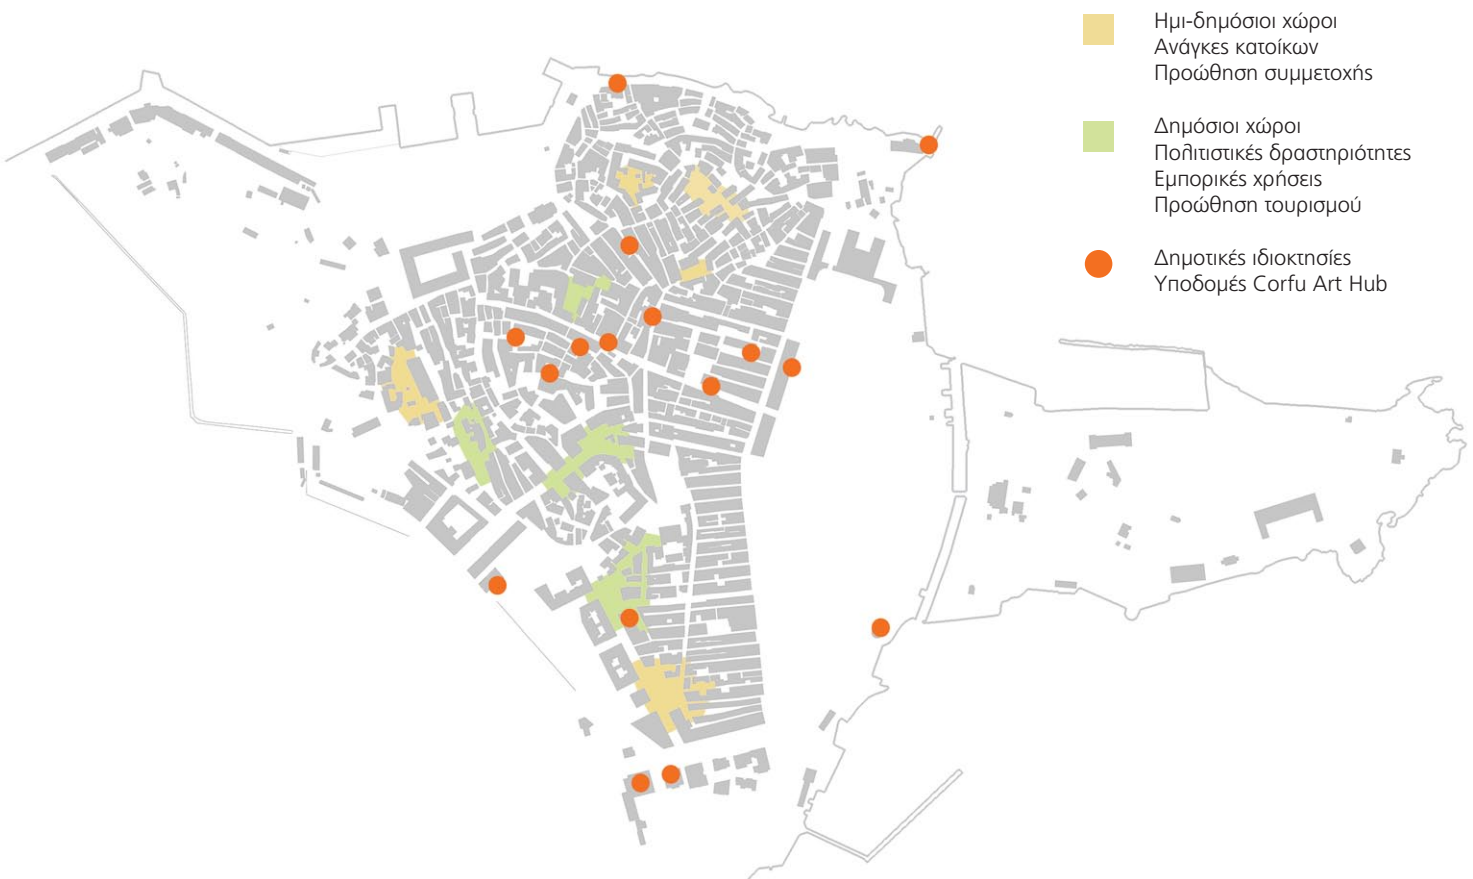 Ημι-δημόσιοι χώροι
Ανάγκες κατοίκων
Προώθηση συμμετοχής
Δημόσιοι χώροι
Πολιτιστικές δραστηριότητες
Εμπορικές χρήσεις
Προώθηση τουρισμού
Δημοτικές ιδιοκτησίες
Υποδομές Corfu Art Hub